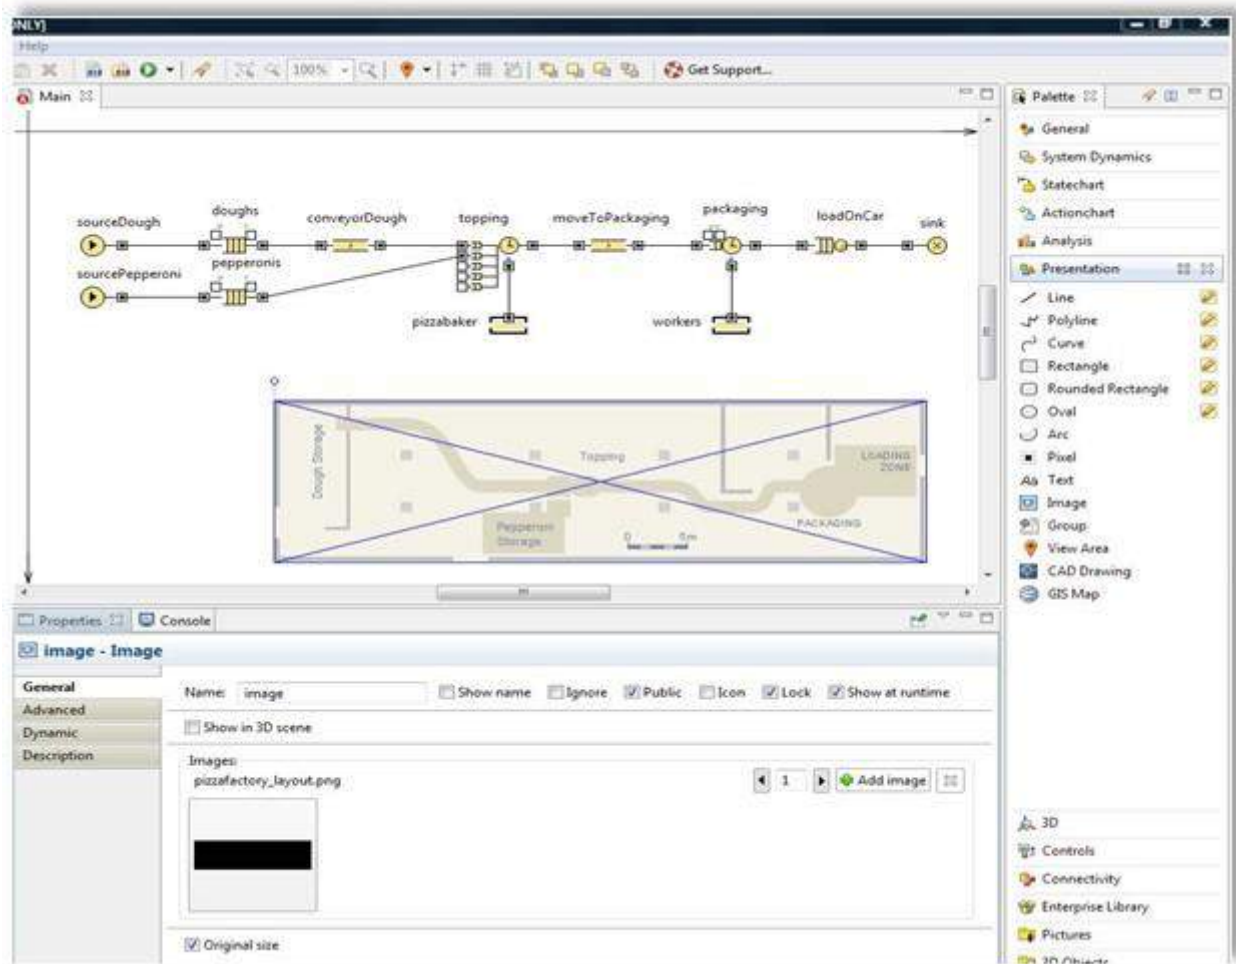 ONLY]
Help
100%
Get Support...
Main
Palette
General
System Dynamics
Statechart
Actionchart
Analysis
Presentation
Line
Polyline
Curve
Rectangle
Rounded Rectangle
Oval
Arc
Pixel
Aa Text
Image
Group
View Area
CAD Drawing
GIS Map
3D
Controls
Connectivity
Enterprise Library
Pictures
3D Objects
sourceDough
doughs
conveyorDough
topping
moveToPackaging
packaging
loadOnCar
sink
sourcePepperoni
pepperonis
pizzabaker
workers
Dough Storage
Topping
LOADING
ZONE
Pepperoni
Storage
0 5m
PACKAGING
Properties
Console
image - Image
General
Advanced
Dynamic
Description
Name: image Show name Ignore Public Icon Lock Show at runtime
Show in 3D scene
Images:
pizzafactory_layout.png
1 Add image
Original size